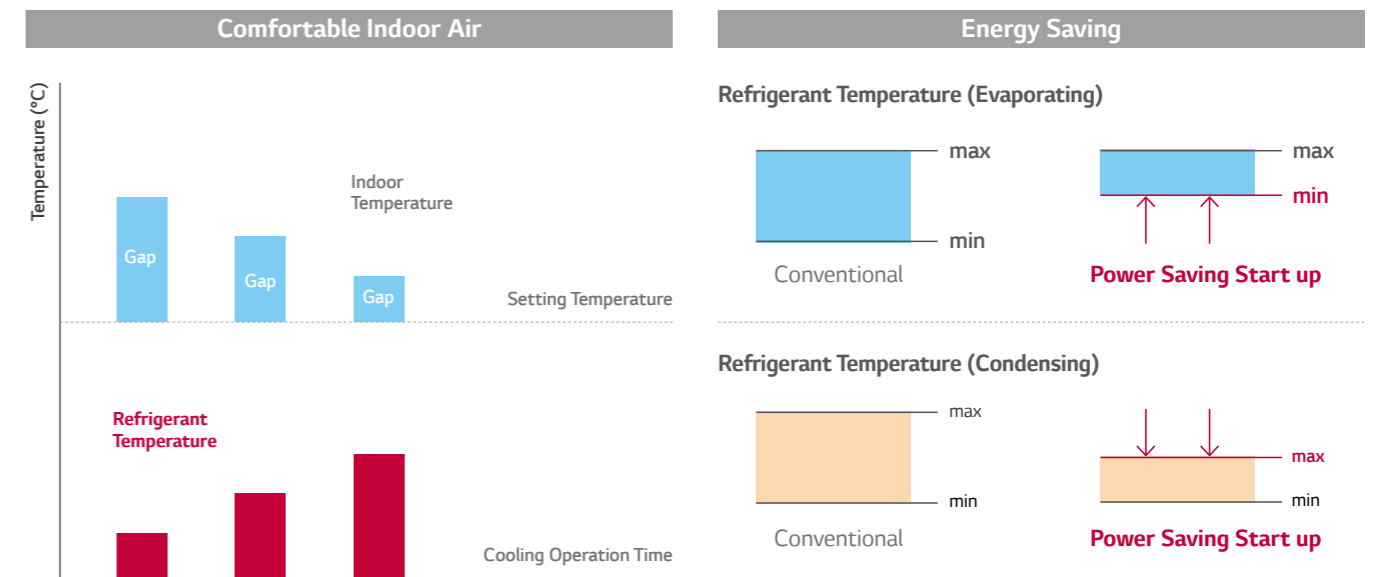 Comfortable Indoor Air
Temperature (°C)
Indoor
Temperature
Gap
Gap
Gap
Setting Temperature
Refrigerant
Temperature
Cooling Operation Time
Energy Saving
Refrigerant Temperature (Evaporating)
max
min
Conventional
max
min
Power Saving Start up
Refrigerant Temperature (Condensing)
max
min
Conventional
max
min
Power Saving Start up